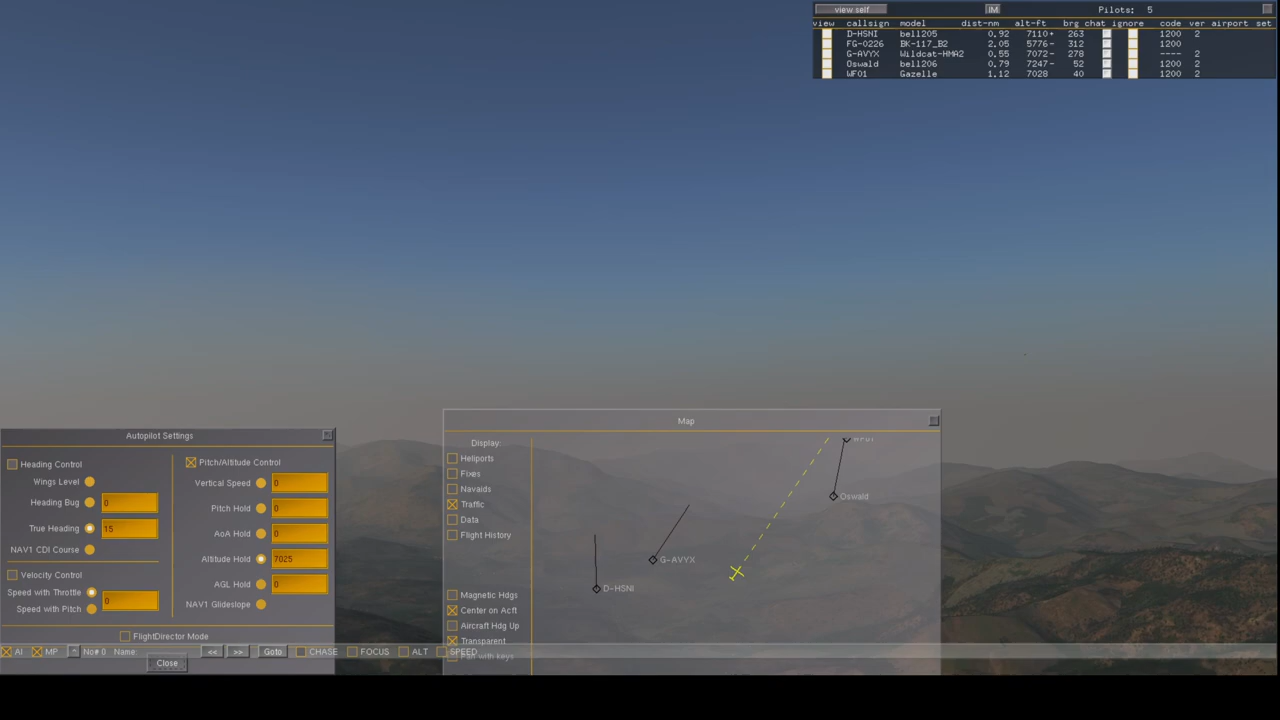 view self IM Pilots: 5
view callsign model dist-nm alt-ft brg chat ignore code ver airport set
D-HSNI bell205 0.92 7110+ 263 1200 2
FG-0226 BK-117_B2 2.05 5776- 312 1200
G-AVYX Wildcat-HMA2 0.55 7072- 278 ---- 2
Oswald bell206 0.79 7247- 52 1200 2
WF01 Gazelle 1.12 7028 40 1200 2
Map
Display:
Heliports
Fixes
Navaids
Traffic
Data
Flight History
Magnetic Hdgs
Center on Acft
Aircraft Hdg Up
Transparent
Pan with keys
WF01
Oswald
G-AVYX
D-HSNI
Autopilot Settings
Heading Control
Wings Level
Heading Bug 0
True Heading 15
NAV1 CDI Course
Velocity Control
Speed with Throttle
0
Speed with Pitch
Pitch/Altitude Control
Vertical Speed 0
Pitch Hold 0
AoA Hold 0
Altitude Hold 7025
AGL Hold 0
NAV1 Glideslope
FlightDirector Mode
AI MP ^ No# 0 Name: << >> Goto CHASE FOCUS ALT SPEED
Close